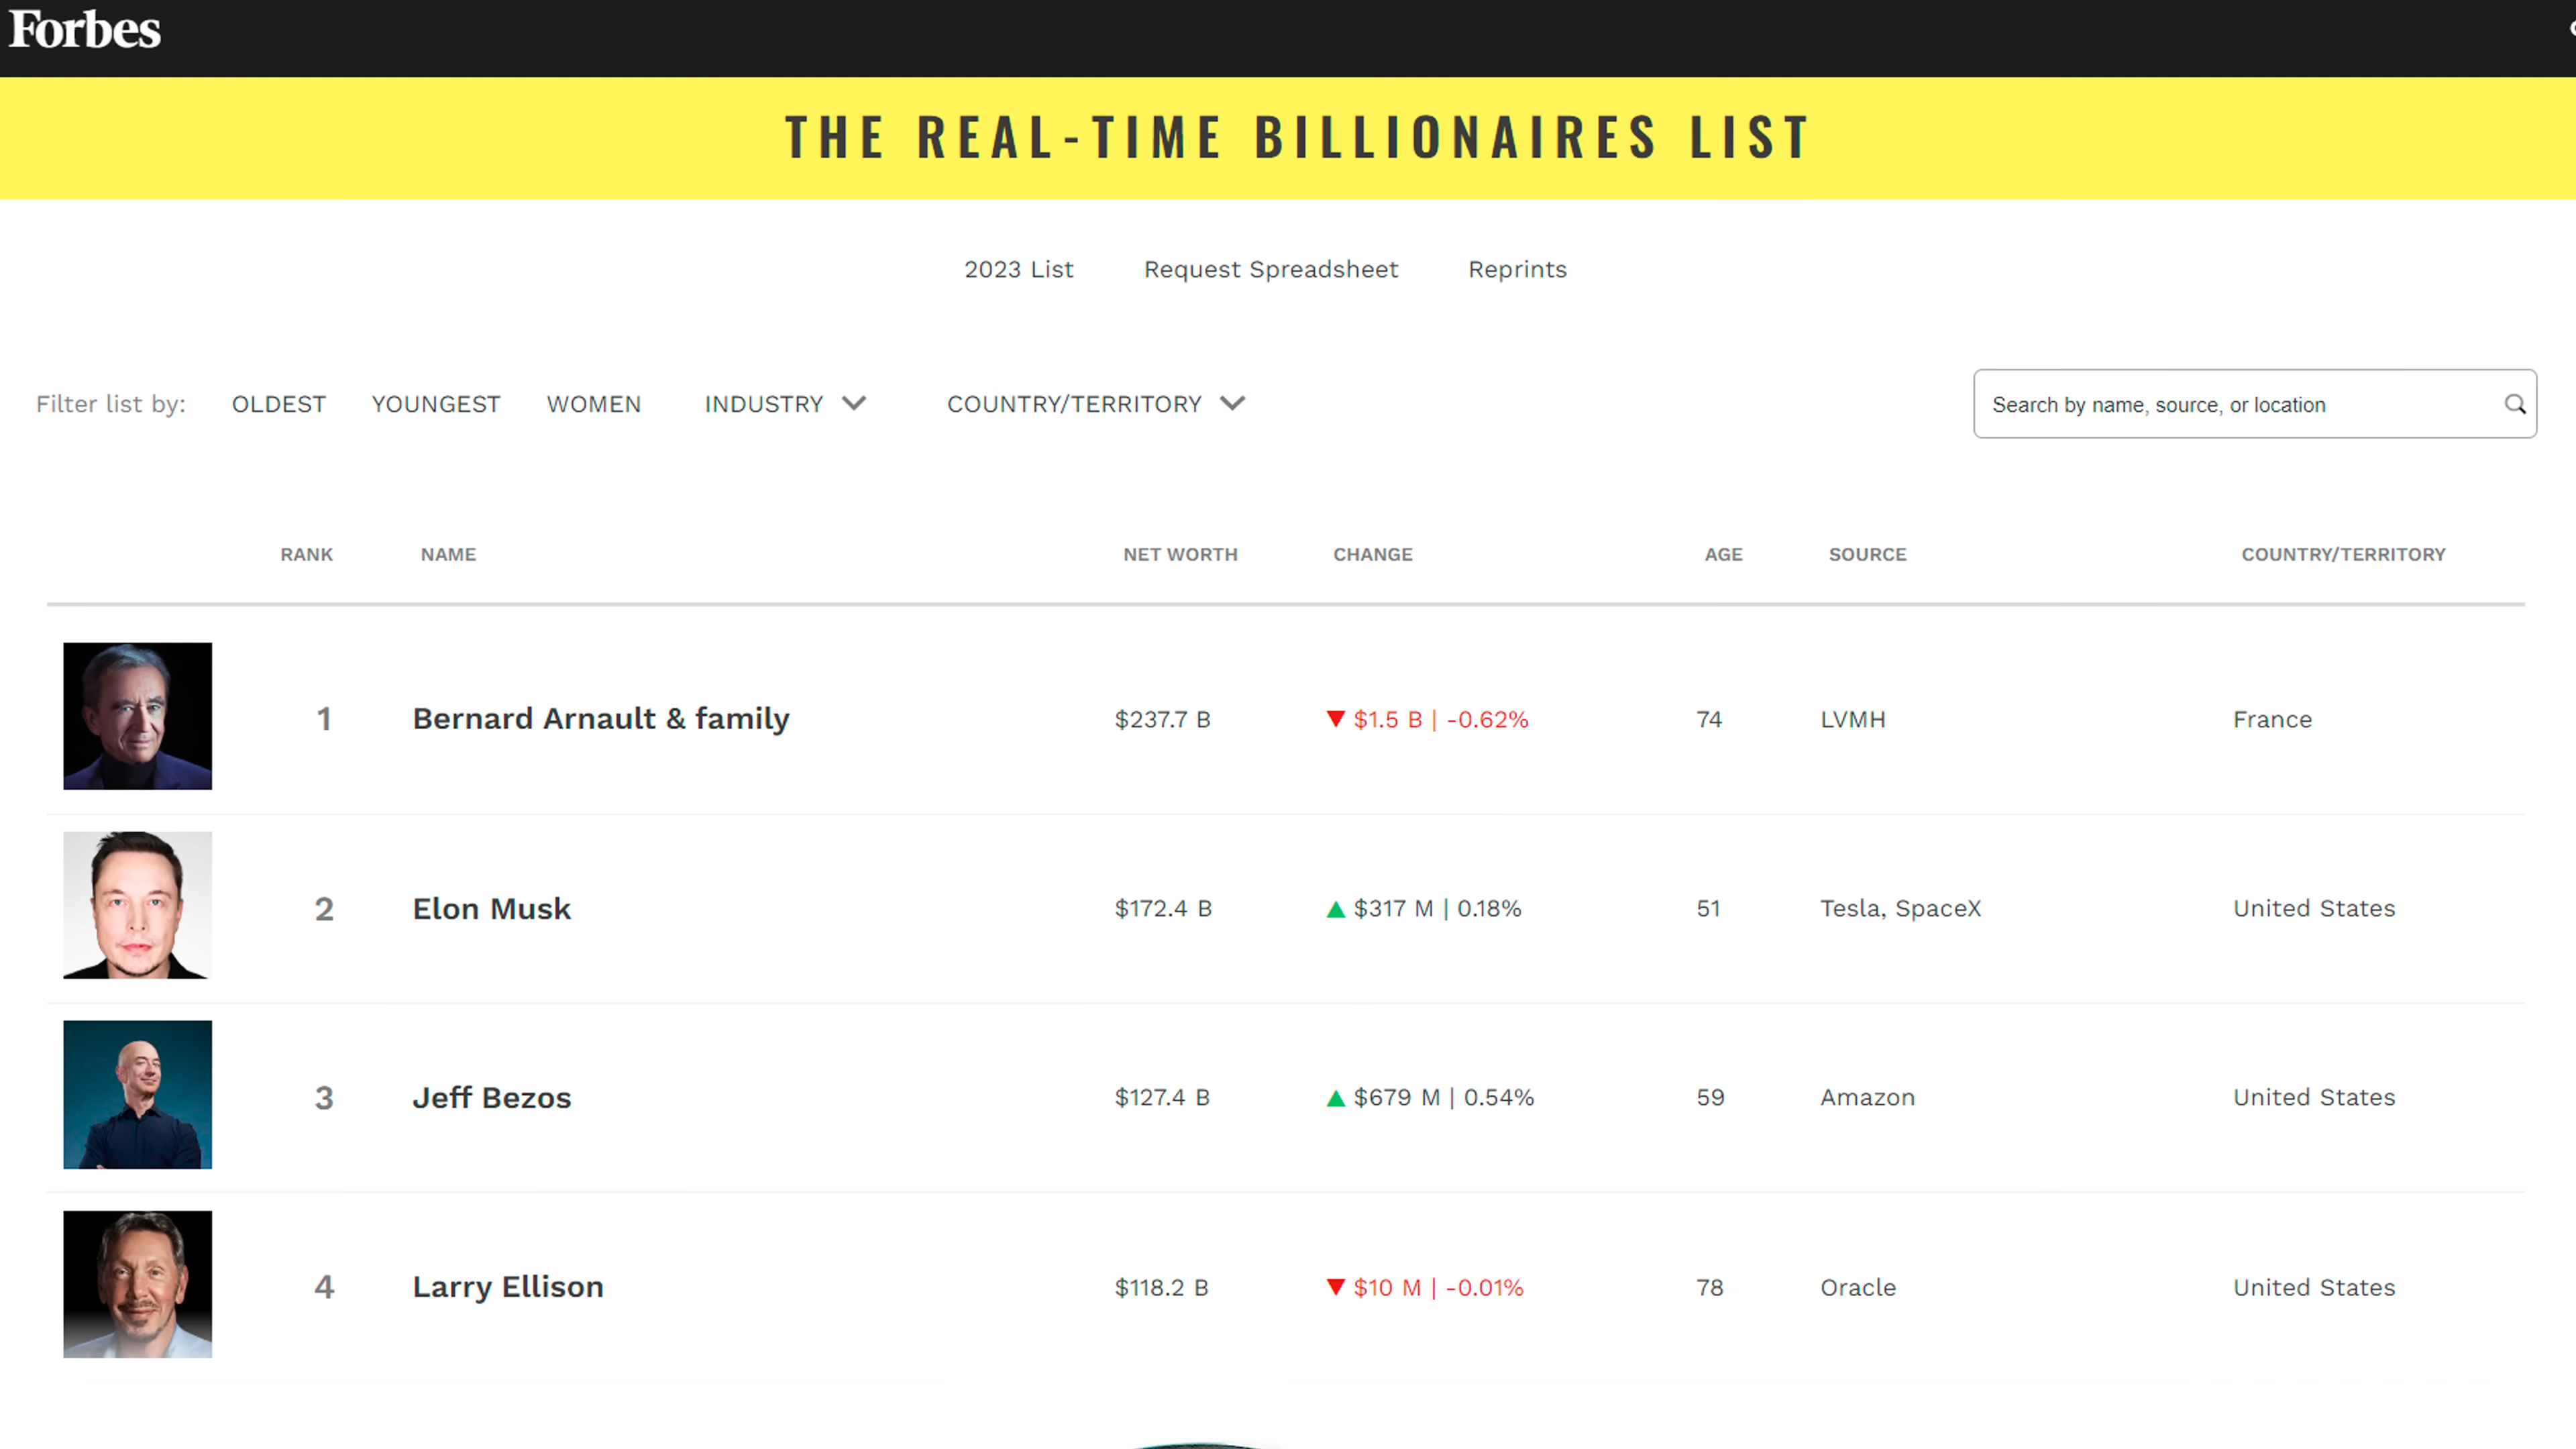 Forbes
THE REAL-TIME BILLIONAIRES LIST
2023 List Request Spreadsheet Reprints
Filter list by: OLDEST YOUNGEST WOMEN INDUSTRY COUNTRY/TERRITORY Search by name, source, or location
RANK NAME NET WORTH CHANGE AGE SOURCE COUNTRY/TERRITORY
1 Bernard Arnault & family $237.7 B ▼ $1.5 B | -0.62% 74 LVMH France
2 Elon Musk $172.4 B ▲ $317 M | 0.18% 51 Tesla, SpaceX United States
3 Jeff Bezos $127.4 B ▲ $679 M | 0.54% 59 Amazon United States
4 Larry Ellison $118.2 B ▼ $10 M | -0.01% 78 Oracle United States